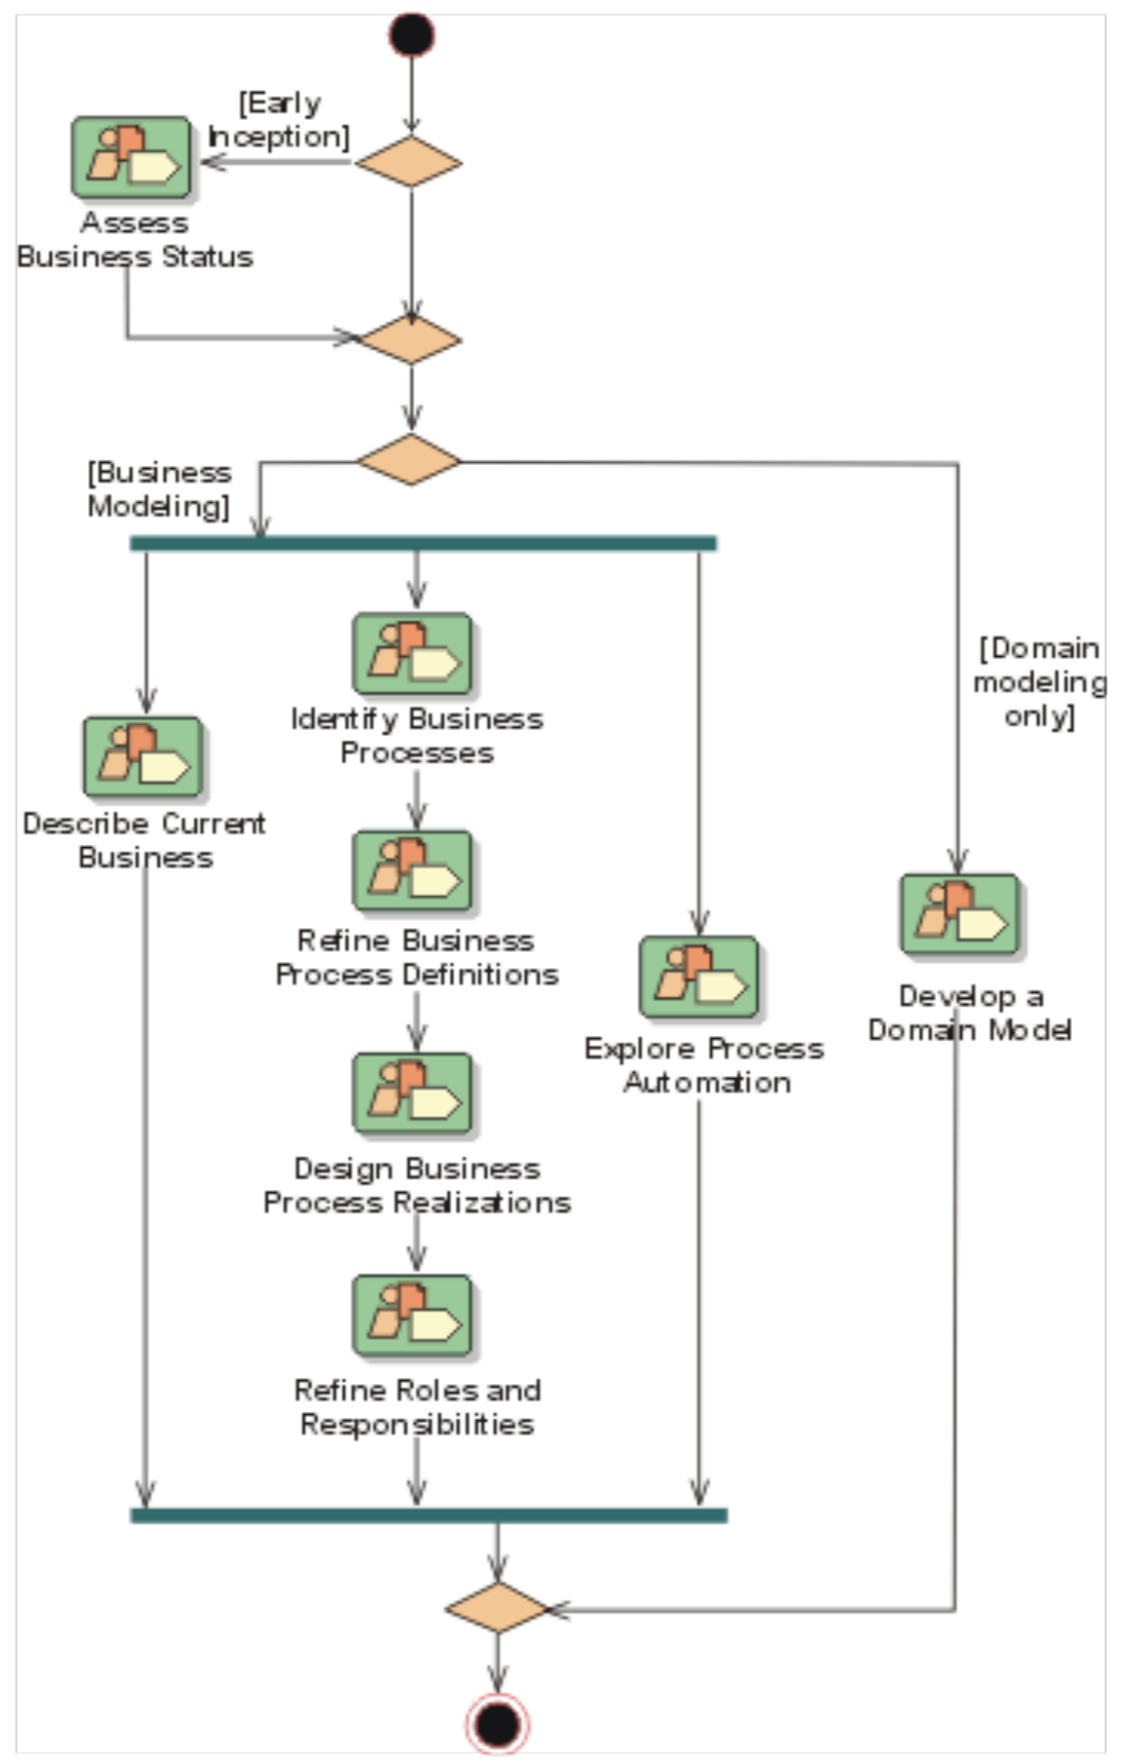 [Early
Inception]
Assess
Business Status
[Business
Modeling]
[Domain
modeling
only]
Identify Business
Processes
Describe Current
Business
Refine Business
Process Definitions
Develop a
Domain Model
Explore Process
Automation
Design Business
Process Realizations
Refine Roles and
Responsibilities